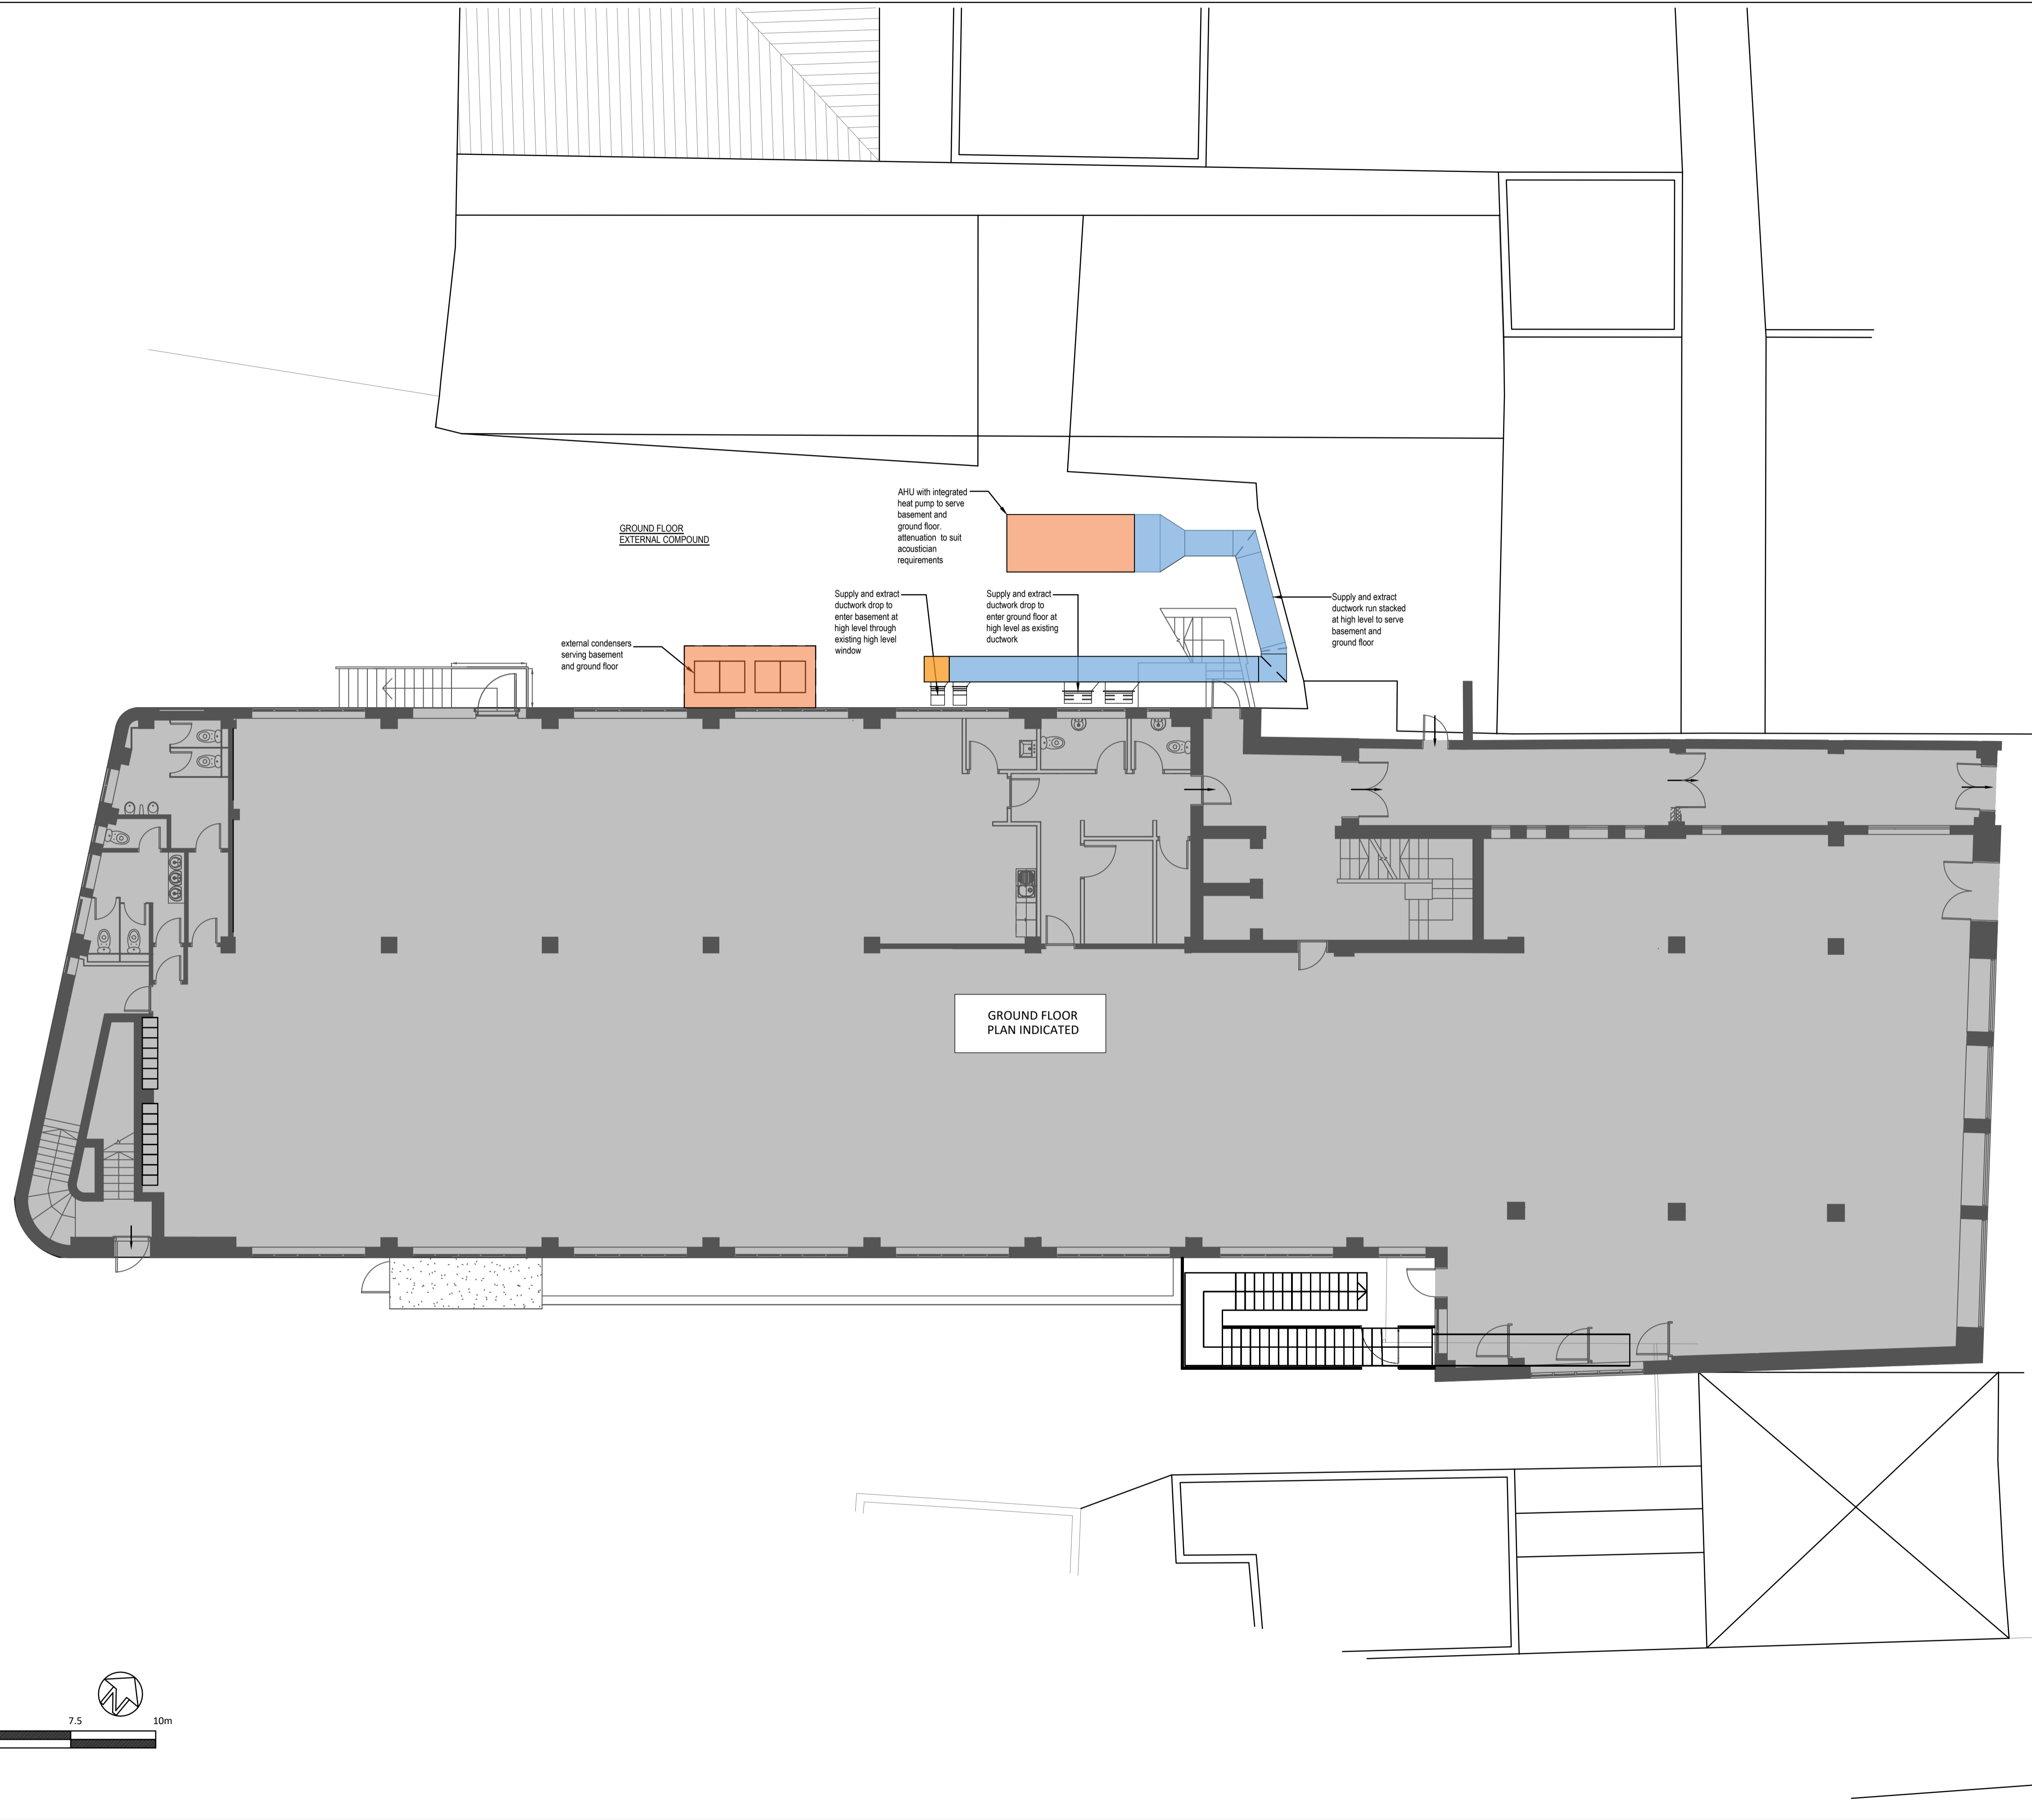 AHU with integrated
heat pump to serve
basement and
ground floor.
attenuation to suit
acoustician
requirements
GROUND FLOOR
EXTERNAL COMPOUND
Supply and extract
ductwork drop to
enter basement at
high level through
existing high level
window
Supply and extract
ductwork drop to
enter ground floor at
high level as existing
ductwork
Supply and extract
ductwork run stacked
at high level to serve
basement and
ground floor
external condensers
serving basement
and ground floor
GROUND FLOOR
PLAN INDICATED
7.5
10m